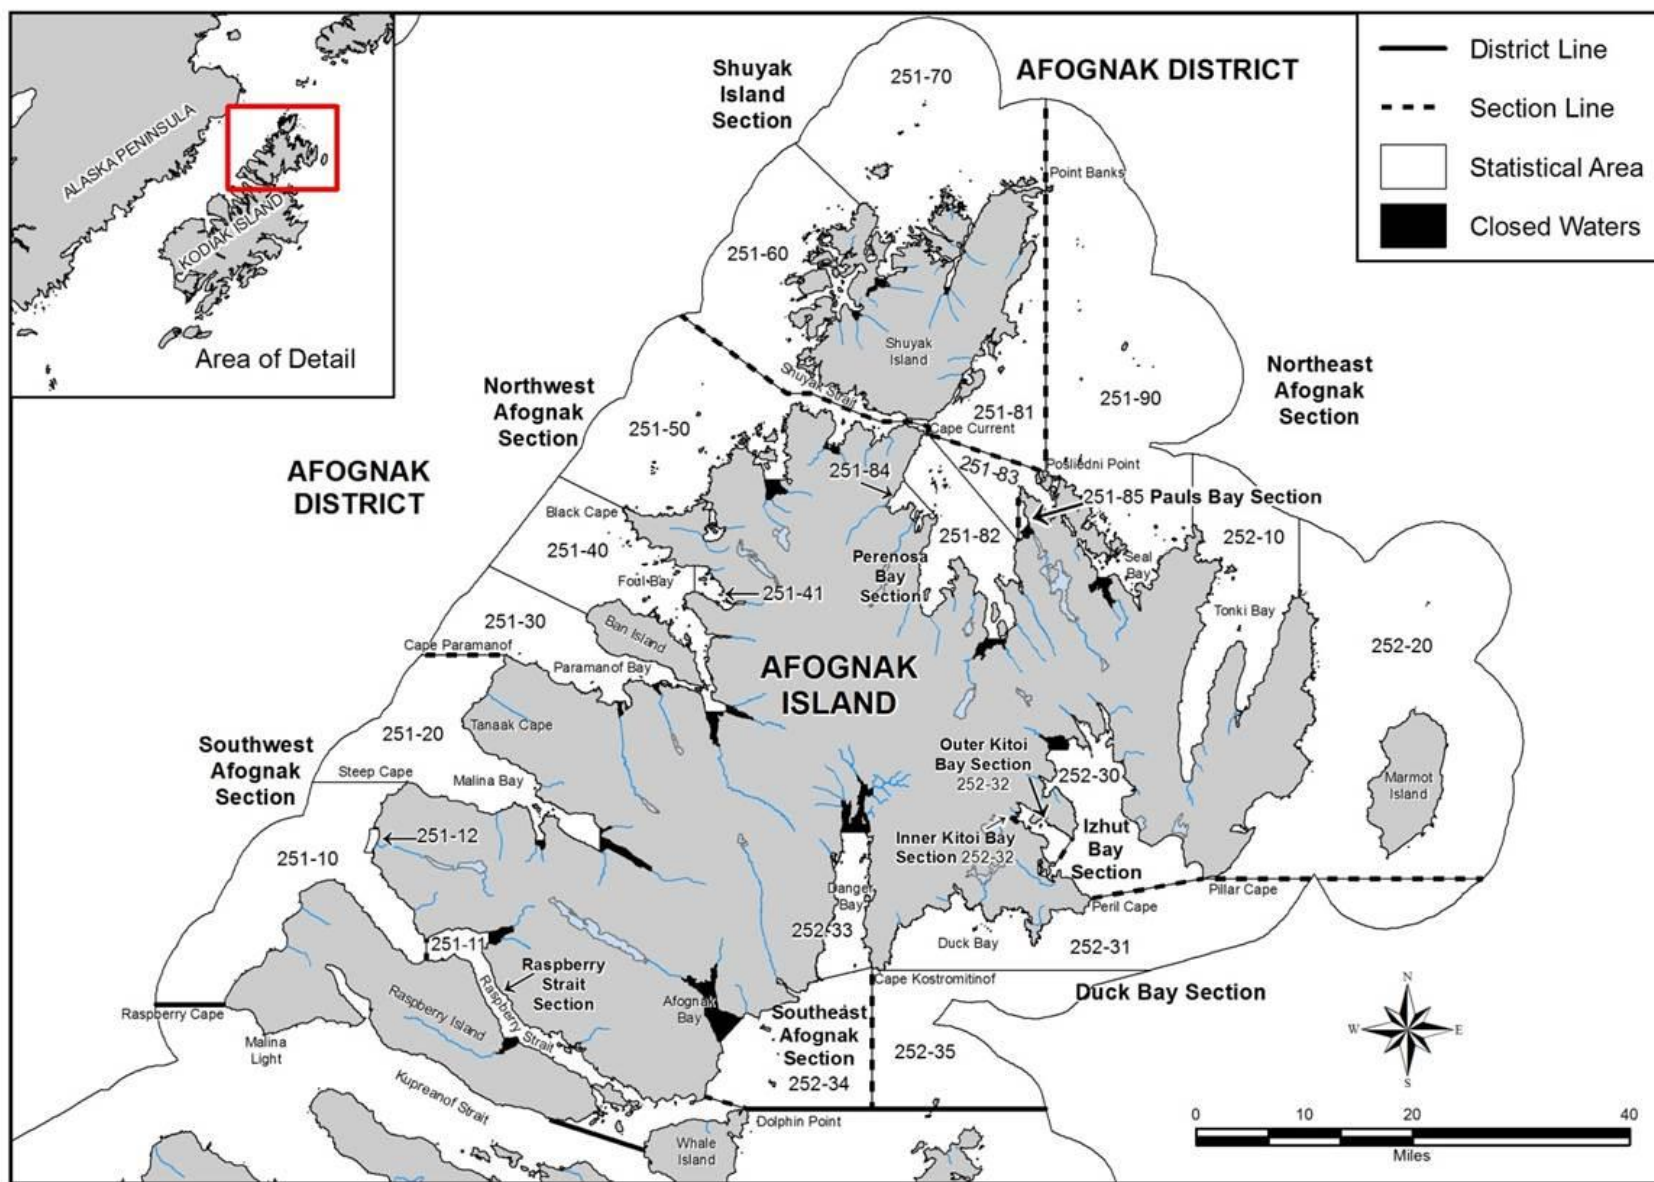 ALASKA PENINSULA
KODIAK ISLAND
Area of Detail
District Line
Section Line
Statistical Area
Closed Waters
AFOGNAK DISTRICT
Shuyak
Island
Section
251-70
Point Banks
251-60
Shuyak
Island
Shuyak Strait
Northwest
Afognak
Section
251-50
251-81
Cape Current
251-90
Northeast
Afognak
Section
AFOGNAK
DISTRICT
251-84
251-83
Posliedni Point
251-85 Pauls Bay Section
Black Cape
251-40
251-82
252-10
Perenosa
Bay
Section
Seal
Bay
Foul Bay
251-41
Tonki Bay
251-30
Ban Island
Cape Paramanof
Paramanof Bay
AFOGNAK
ISLAND
252-20
Tanaak Cape
251-20
Southwest
Afognak
Section
Steep Cape
Malina Bay
Outer Kitoi
Bay Section
252-32
252-30
Marmot
Island
251-12
251-10
Inner Kitoi Bay
Section 252-32
Izhut
Bay
Section
Danger
Bay
Pillar Cape
Peril Cape
252-33
Duck Bay
252-31
251-11
Raspberry
Strait
Section
Cape Kostromitinof
Duck Bay Section
Raspberry Strait
Raspberry Island
Afognak
Bay
Raspberry Cape
Malina
Light
Southeast
Afognak
Section
252-34
252-35
Kupreanof Strait
Dolphin Point
Whale
Island
N
W
E
S
0 10 20 40
Miles